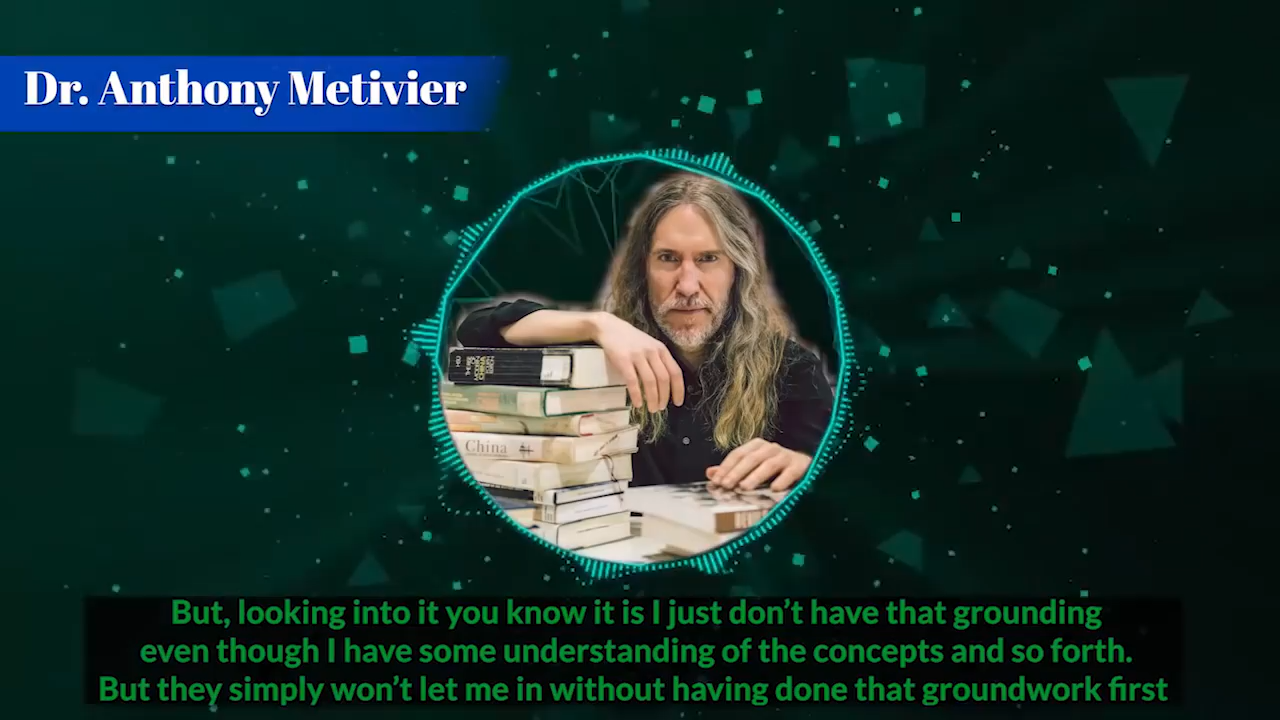 Dr. Anthony Metivier
China
But, looking into it you know it is I just don't have that grounding
even though I have some understanding of the concepts and so forth.
But they simply won't let me in without having done that groundwork first